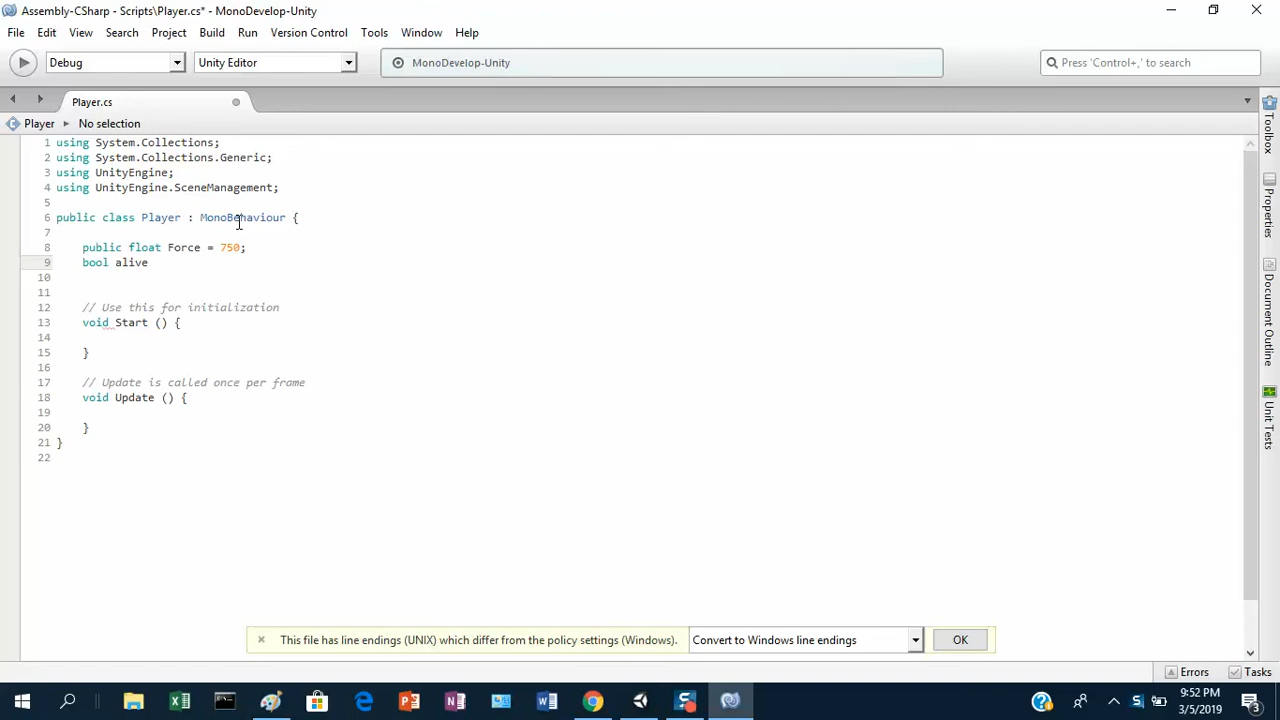 Assembly-CSharp - Scripts\Player.cs* - MonoDevelop-Unity
File Edit View Search Project Build Run Version Control Tools Window Help
Debug Unity Editor MonoDevelop-Unity Press 'Control+,' to search
Player.cs
Player No selection
1 using System.Collections;
2 using System.Collections.Generic;
3 using UnityEngine;
4 using UnityEngine.SceneManagement;
5
6 public class Player : MonoBehaviour {
7
8 public float Force = 750;
9 bool alive
10
11
12 // Use this for initialization
13 void Start () {
14
15 }
16
17 // Update is called once per frame
18 void Update () {
19
20 }
21 }
22
Toolbox
Properties
Document Outline
Unit Tests
This file has line endings (UNIX) which differ from the policy settings (Windows). Convert to Windows line endings OK
Errors Tasks
9:52 PM
3/5/2019
3